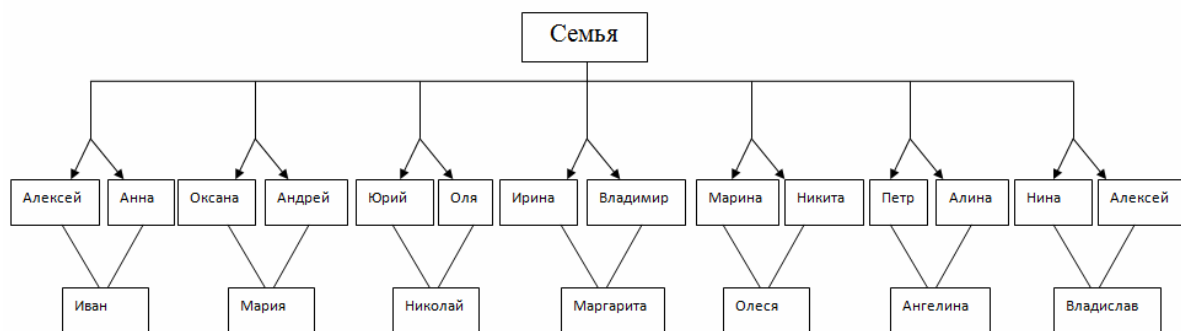 Семья
Алексей
Анна
Оксана
Андрей
Юрий
Оля
Ирина
Владимир
Марина
Никита
Петр
Алина
Нина
Алексей
Иван
Мария
Николай
Маргарита
Олеся
Ангелина
Владислав